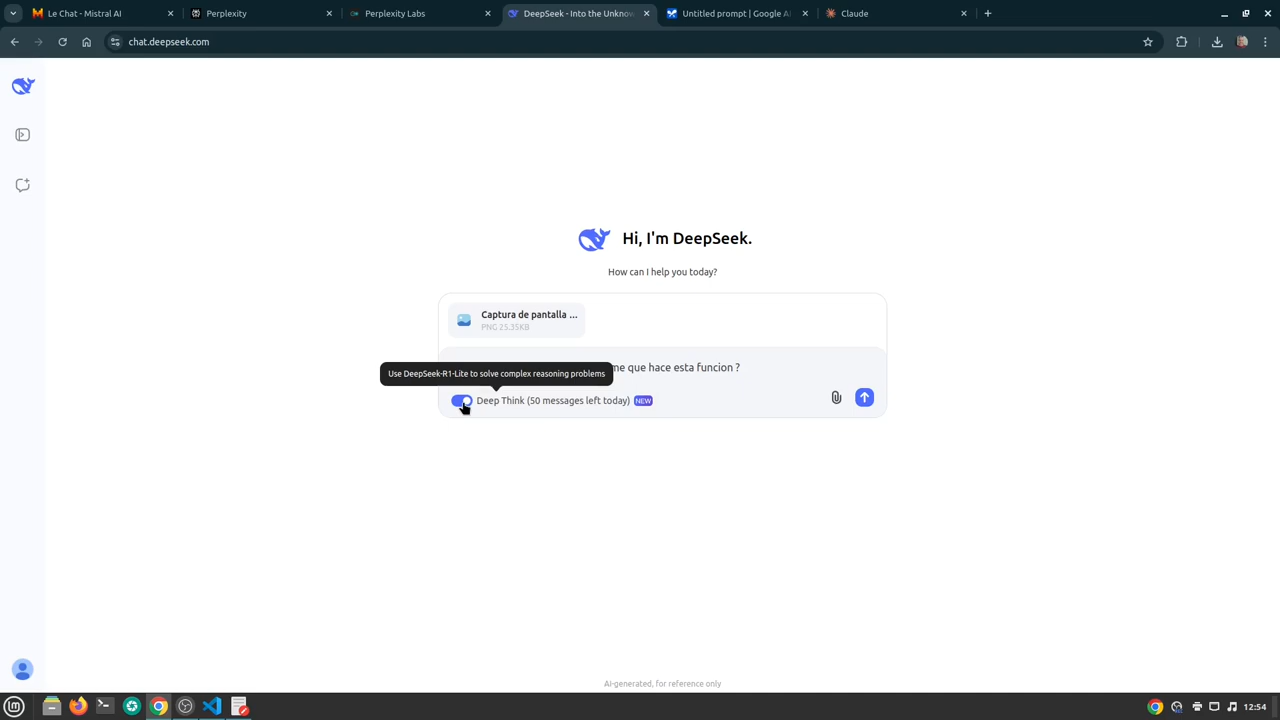 Le Chat - Mistral AI
Perplexity
Perplexity Labs
DeepSeek - Into the Unknow
Untitled prompt | Google AI
Claude
chat.deepseek.com
Hi, I'm DeepSeek.
How can I help you today?
Captura de pantalla ...
PNG 25.35KB
me que hace esta funcion ?
Use DeepSeek-R1-Lite to solve complex reasoning problems
Deep Think (50 messages left today) NEW
AI-generated, for reference only
12:54